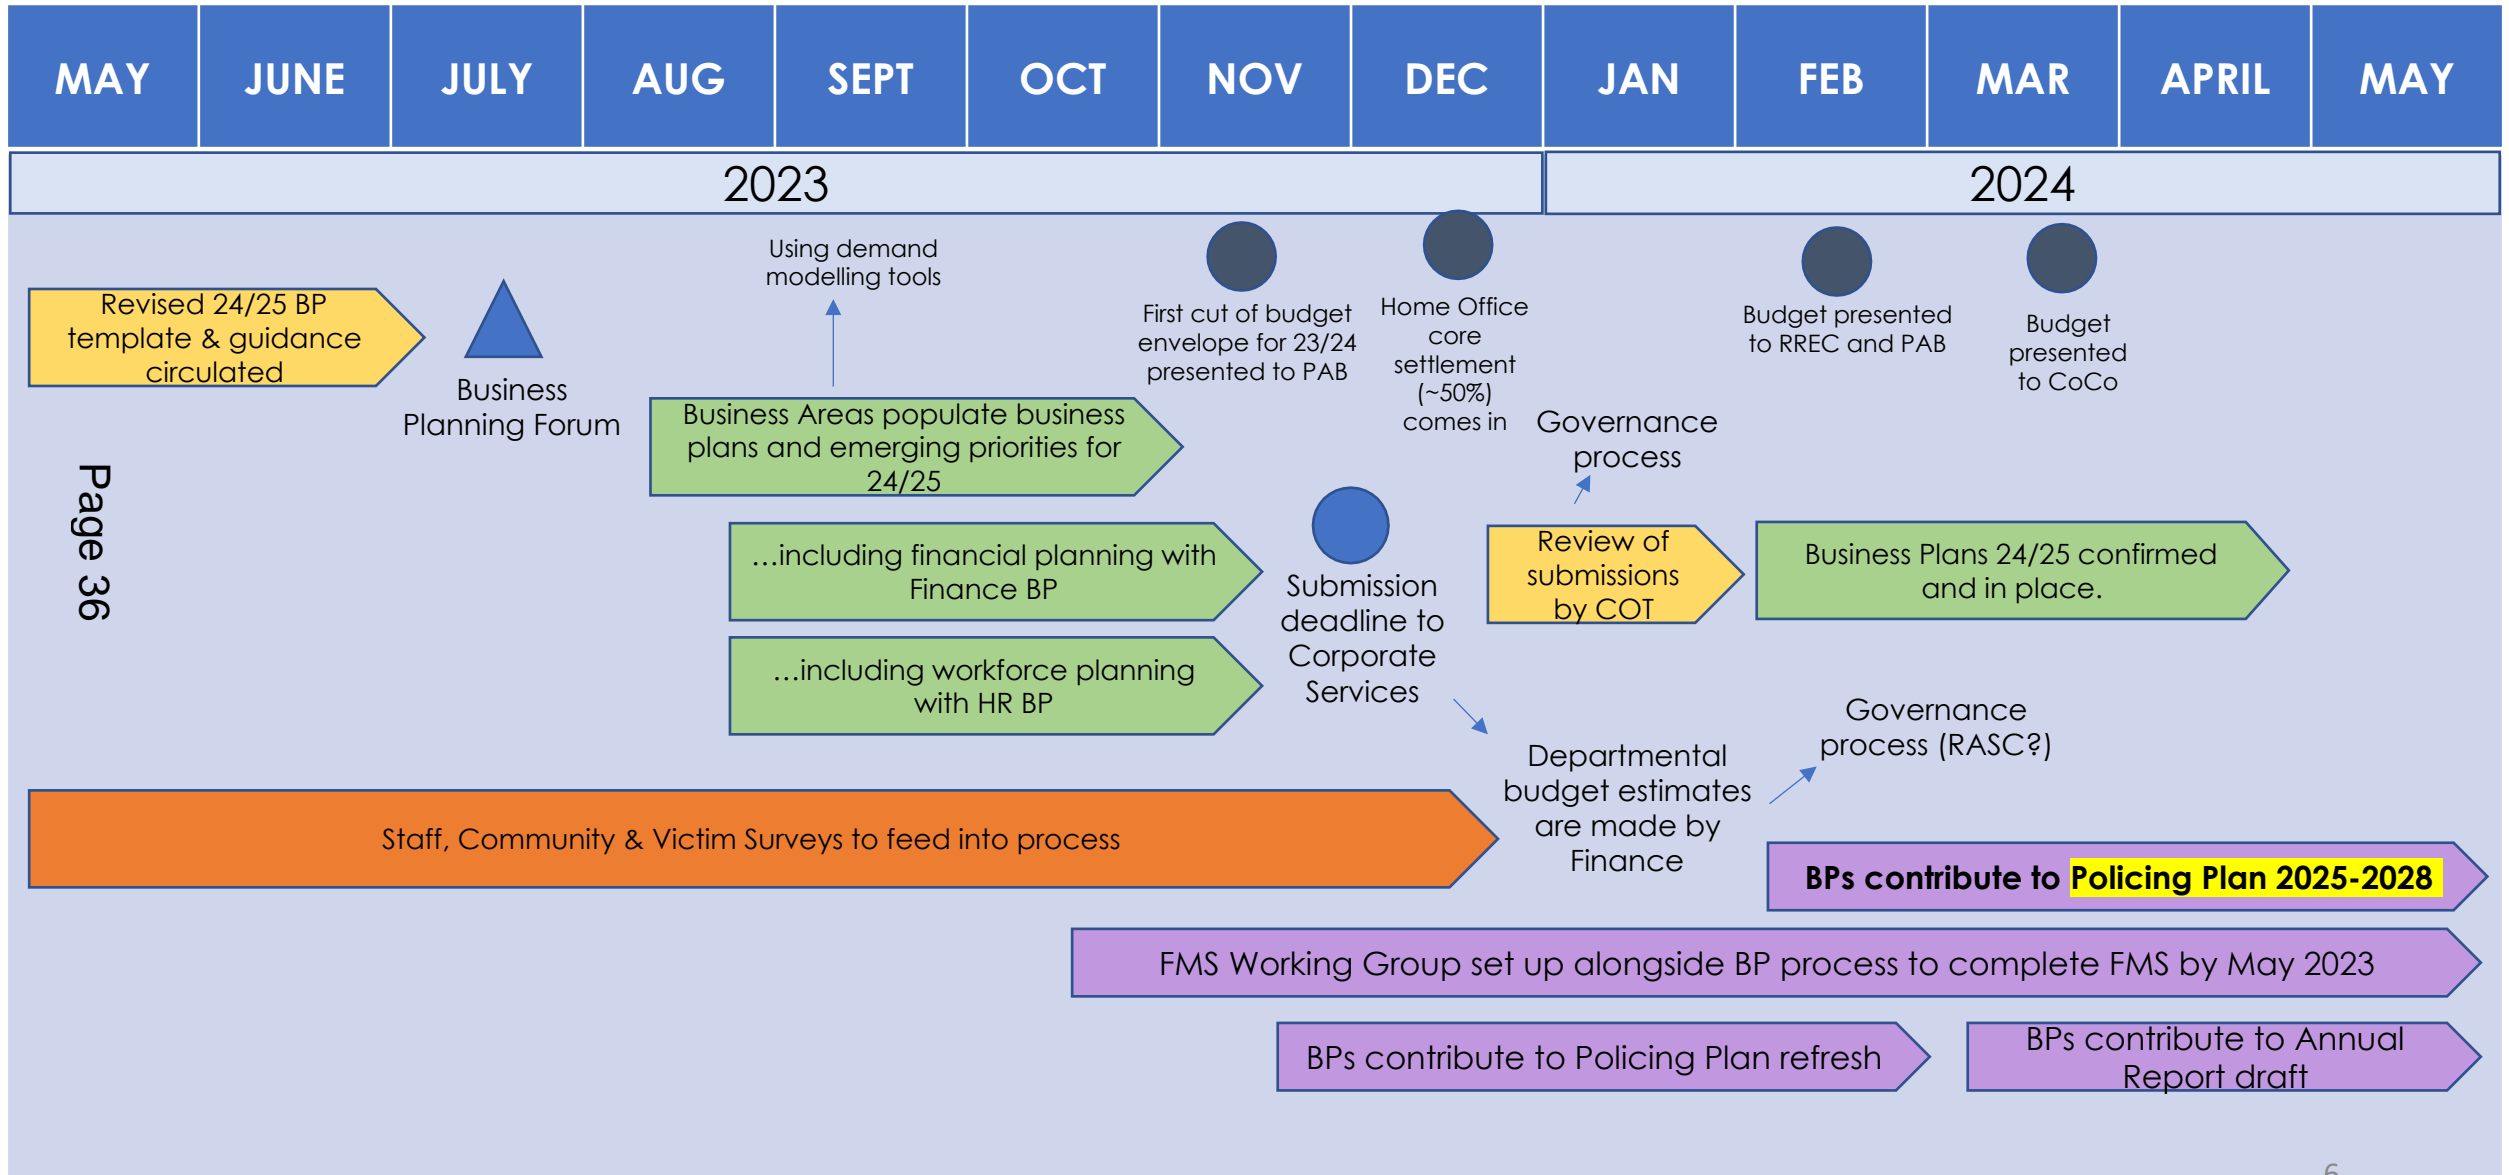 MAY JUNE JULY AUG SEPT OCT NOV DEC JAN FEB MAR APRIL MAY
2023 2024
Revised 24/25 BP
template & guidance
circulated
Business
Planning Forum
Using demand
modelling tools
First cut of budget
envelope for 23/24
presented to PAB
Home Office
core
settlement
(~50%)
comes in
Budget presented
to RREC and PAB
Budget
presented
to CoCo
Business Areas populate business
plans and emerging priorities for
24/25
Governance
process
Page 36
…including financial planning with
Finance BP
Submission
deadline to
Corporate
Services
Review of
submissions
by COT
Business Plans 24/25 confirmed
and in place.
…including workforce planning
with HR BP
Governance
process (RASC?)
Departmental
budget estimates
are made by
Finance
Staff, Community & Victim Surveys to feed into process
BPs contribute to Policing Plan 2025-2028
FMS Working Group set up alongside BP process to complete FMS by May 2023
BPs contribute to Policing Plan refresh
BPs contribute to Annual
Report draft
6